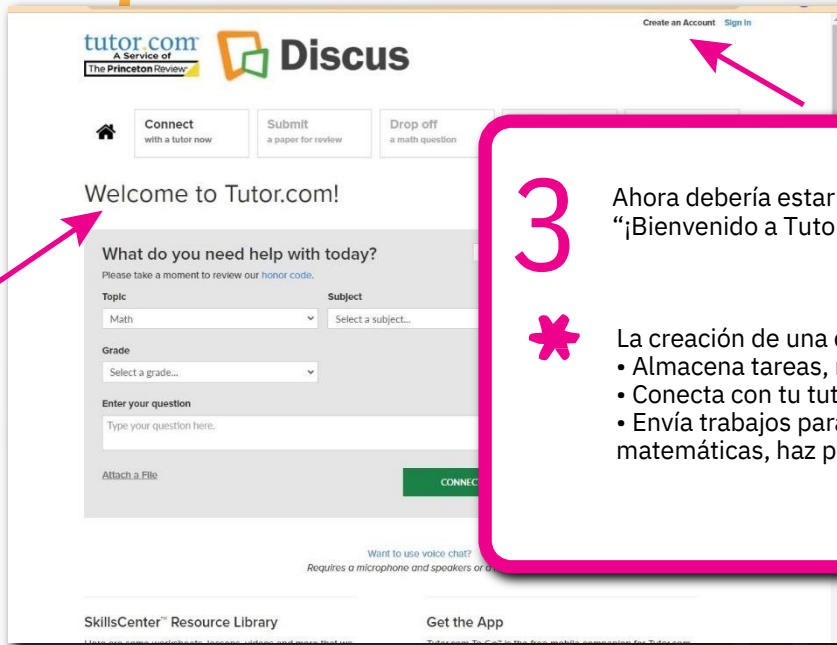 Create an Account Sign In
tutor.com
A Service of
The Princeton Review
Discus
Connect
with a tutor now
Submit
a paper for review
Drop off
a math question
Welcome to Tutor.com!
What do you need help with today?
Please take a moment to review our honor code.
Topic Subject
Math Select a subject...
Grade
Select a grade...
Enter your question
Type your question here.
Attach a File
CONNEC
Want to use voice chat?
Requires a microphone and speakers or a
SkillsCenter™ Resource Library
Get the App
3
Ahora debería estar
“¡Bienvenido a Tuto
*
La creación de una
• Almacena tareas,
• Conecta con tu tut
• Envía trabajos para
matemáticas, haz p